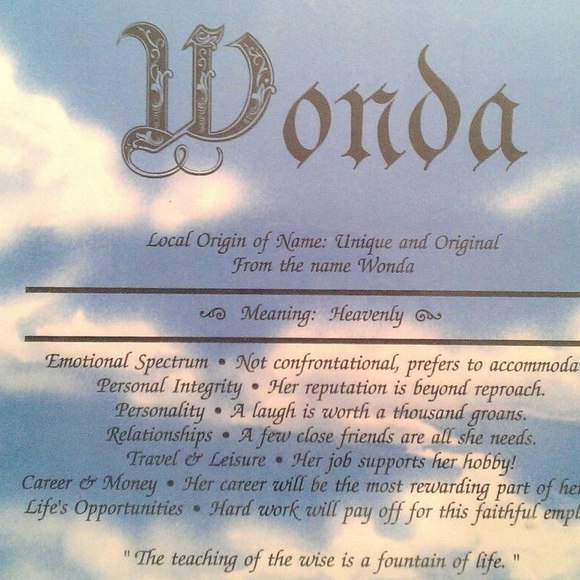 Wonda
Local Origin of Name: Unique and Original
From the name Wonda
Meaning: Heavenly
Emotional Spectrum • Not confrontational, prefers to accommoda
Personal Integrity • Her reputation is beyond reproach.
Personality • A laugh is worth a thousand groans.
Relationships • A few close friends are all she needs.
Travel & Leisure • Her job supports her hobby!
Career & Money • Her career will be the most rewarding part of her
Life's Opportunities • Hard work will pay off for this faithful empl
"The teaching of the wise is a fountain of life."